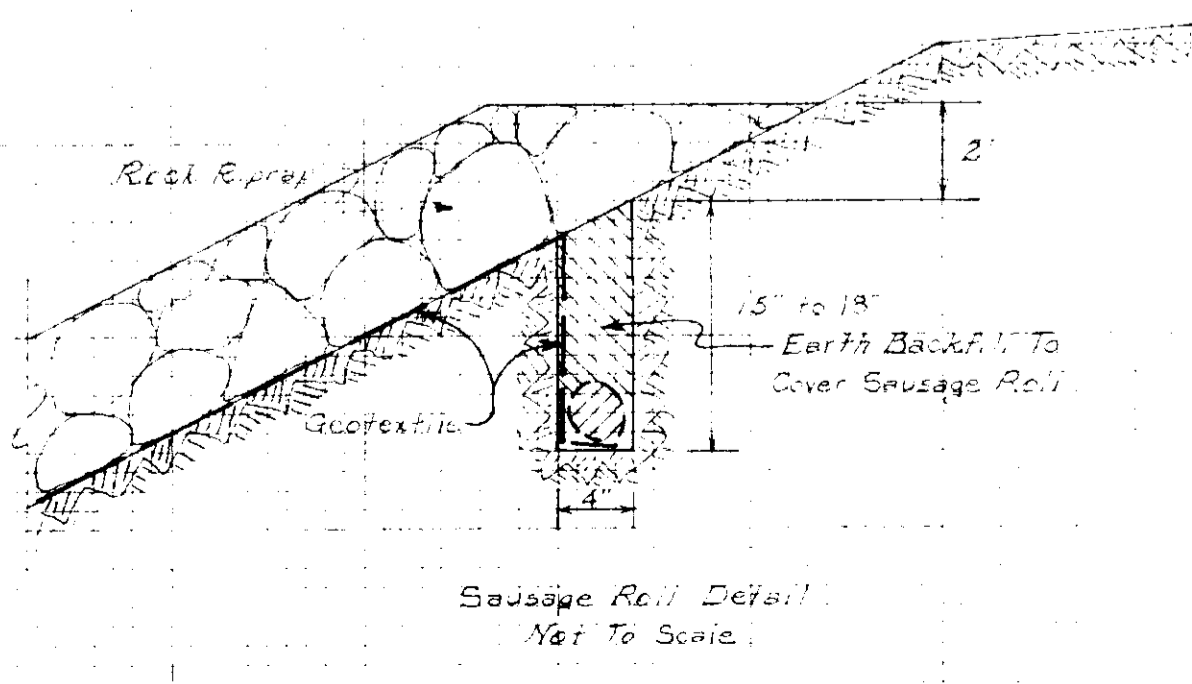 Rock Riprap
2'
15" to 18"
Earth Backfill To
Cover Sausage Roll
Geotextile
4"
Sausage Roll Detail
Not To Scale